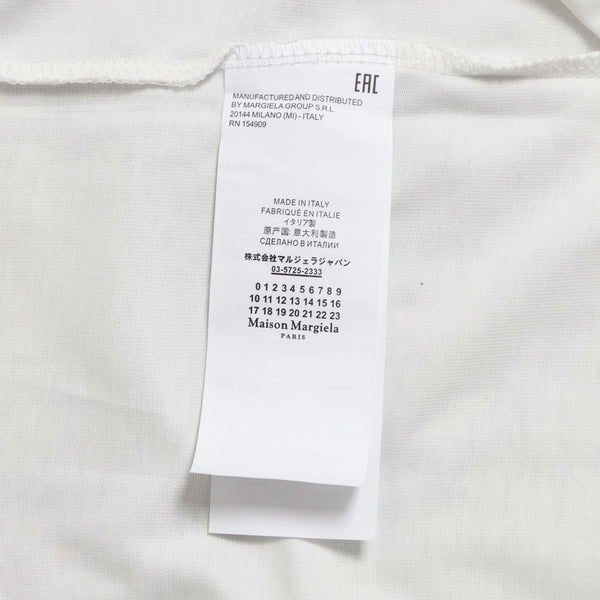 EAC
MANUFACTURED AND DISTRIBUTED
BY MARGIELA GROUP S.R.L.
20144 MILANO (MI) - ITALY
RN 154909
MADE IN ITALY
FABRIQUÉ EN ITALIE
イタリア製
原产国: 意大利製造
СДЕЛАНО В ИТАЛИИ
株式会社マルジェラジャパン
03-5725-2333
0 1 2 3 4 5 6 7 8 9
10 11 12 13 14 15 16
17 18 19 20 21 22 23
Maison Margiela
PARIS